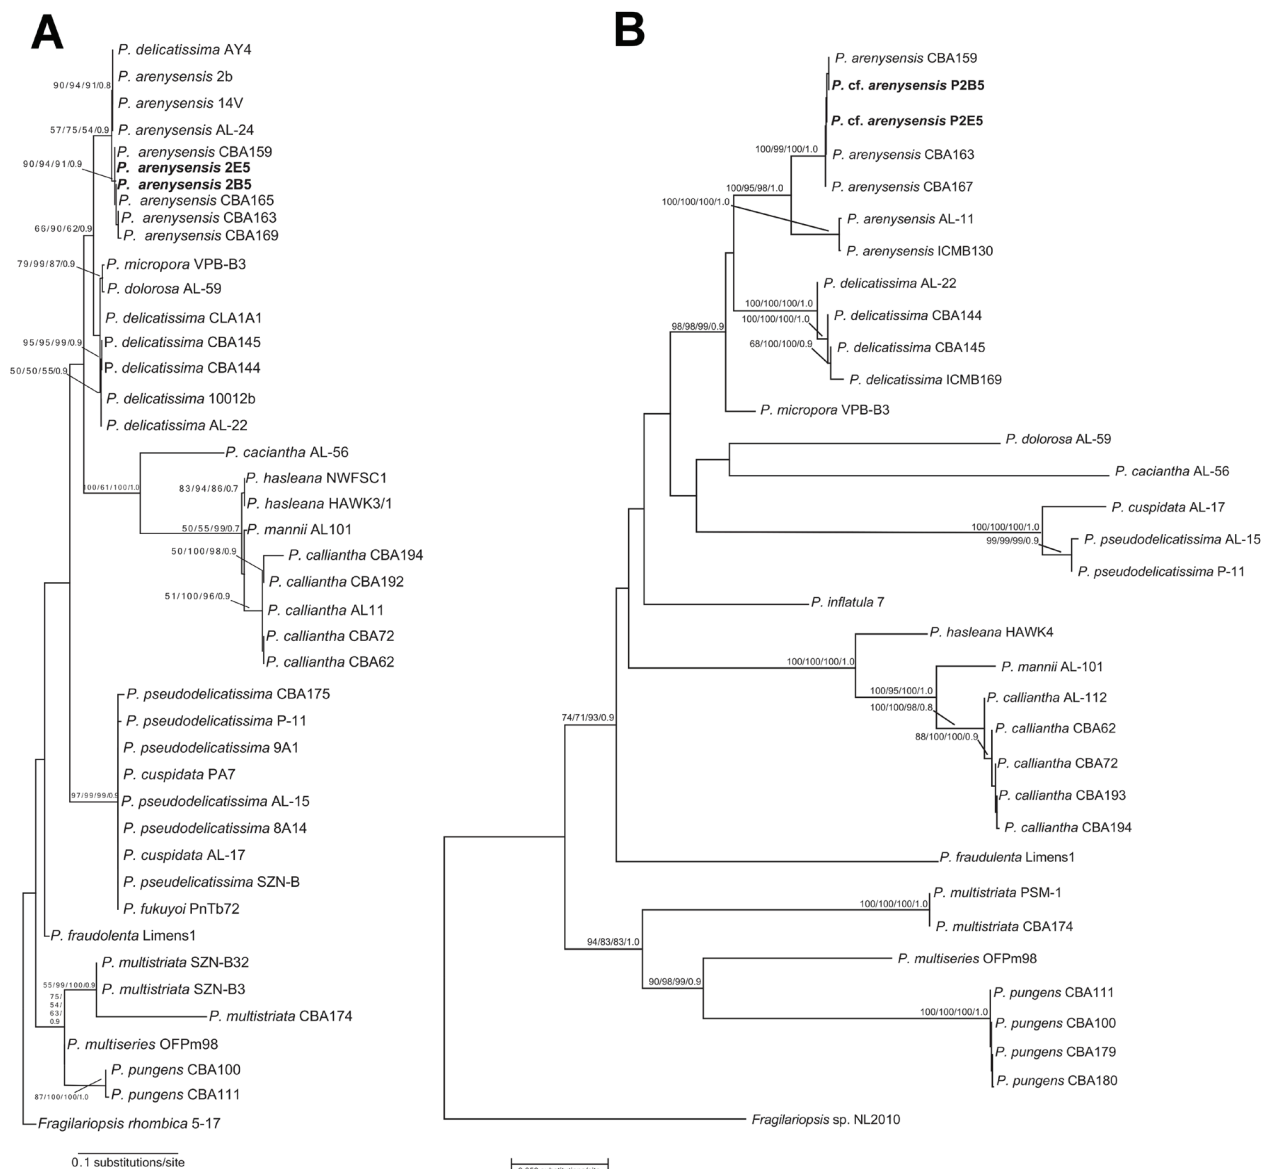 A
P. delicatissima AY4
P. arenysensis 2b
90/94/91/0.8
P. arenysensis 14V
57/75/54/0.9
P. arenysensis AL-24
P. arenysensis CBA159
90/94/91/0.9
P. arenysensis 2E5
P. arenysensis 2B5
P. arenysensis CBA165
P. arenysensis CBA163
66/90/62/0.9
P. arenysensis CBA169
79/99/87/0.9
P. micropora VPB-B3
P. dolorosa AL-59
P. delicatissima CLA1A1
95/95/99/0.9
P. delicatissima CBA145
50/50/55/0.9
P. delicatissima CBA144
P. delicatissima 10012b
P. delicatissima AL-22
P. caciantha AL-56
P. hasleana NWFSC1
100/61/100/1.0
83/94/86/0.7
P. hasleana HAWK3/1
50/55/99/0.7
P. mannii AL101
50/100/98/0.9
P. calliantha CBA194
P. calliantha CBA192
51/100/96/0.9
P. calliantha AL11
P. calliantha CBA72
P. calliantha CBA62
P. pseudodelicatissima CBA175
P. pseudodelicatissima P-11
P. pseudodelicatissima 9A1
P. cuspidata PA7
97/99/99/0.9
P. pseudodelicatissima AL-15
P. pseudodelicatissima 8A14
P. cuspidata AL-17
P. pseudelicatissima SZN-B
P. fukuyoi PnTb72
P. fraudolenta Limens1
P. multistriata SZN-B32
55/99/100/0.9
P. multistriata SZN-B3
75/
54/
63/
0.9
P. multistriata CBA174
P. multiseries OFPm98
P. pungens CBA100
87/100/100/1.0
P. pungens CBA111
Fragilariopsis rhombica 5-17
0.1 substitutions/site
B
P. arenysensis CBA159
P. cf. arenysensis P2B5
P. cf. arenysensis P2E5
100/99/100/1.0
P. arenysensis CBA163
100/95/98/1.0
P. arenysensis CBA167
100/100/100/1.0
P. arenysensis AL-11
P. arenysensis ICMB130
P. delicatissima AL-22
100/100/100/1.0
100/100/100/1.0
P. delicatissima CBA144
98/98/99/0.9
68/100/100/0.9
P. delicatissima CBA145
P. delicatissima ICMB169
P. micropora VPB-B3
P. dolorosa AL-59
P. caciantha AL-56
P. cuspidata AL-17
100/100/100/1.0
99/99/99/0.9
P. pseudodelicatissima AL-15
P. pseudodelicatissima P-11
P. inflatula 7
P. hasleana HAWK4
100/100/100/1.0
P. mannii AL-101
100/95/100/1.0
100/100/98/0.8
P. calliantha AL-112
74/71/93/0.9
88/100/100/0.9
P. calliantha CBA62
P. calliantha CBA72
P. calliantha CBA193
P. calliantha CBA194
P. fraudulenta Limens1
P. multistriata PSM-1
100/100/100/1.0
P. multistriata CBA174
94/83/83/1.0
P. multiseries OFPm98
90/98/99/0.9
P. pungens CBA111
100/100/100/1.0
P. pungens CBA100
P. pungens CBA179
P. pungens CBA180
Fragilariopsis sp. NL2010